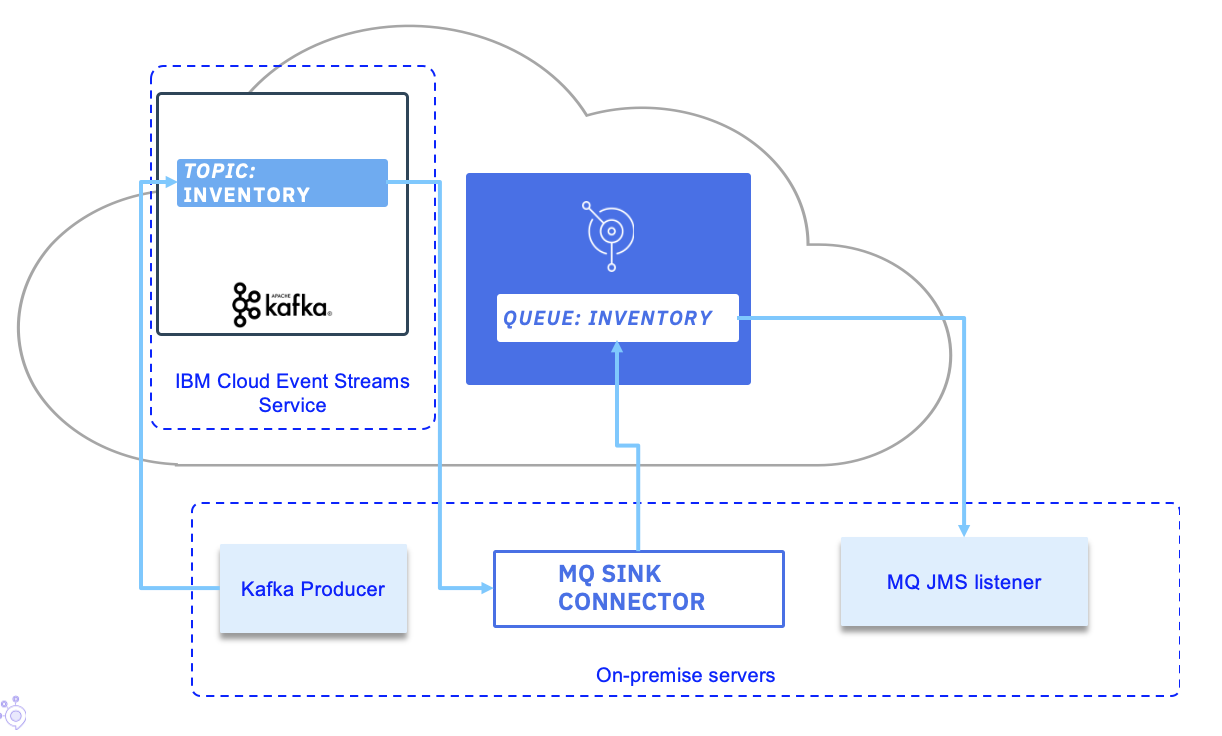 TOPIC:
INVENTORY
APACHE
kafka®
IBM Cloud Event Streams
Service
QUEUE: INVENTORY
Kafka Producer
MQ SINK
CONNECTOR
MQ JMS listener
On-premise servers